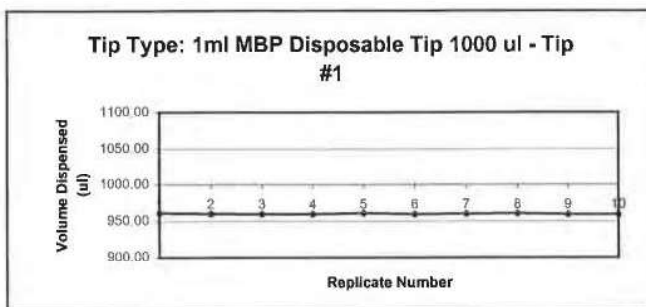 Tip Type: 1ml MBP Disposable Tip 1000 ul - Tip
#1
Volume Dispensed
(ul)
1100.00
1050.00
1000.00
950.00
900.00
2 3 4 5 6 7 8 9 10
Replicate Number